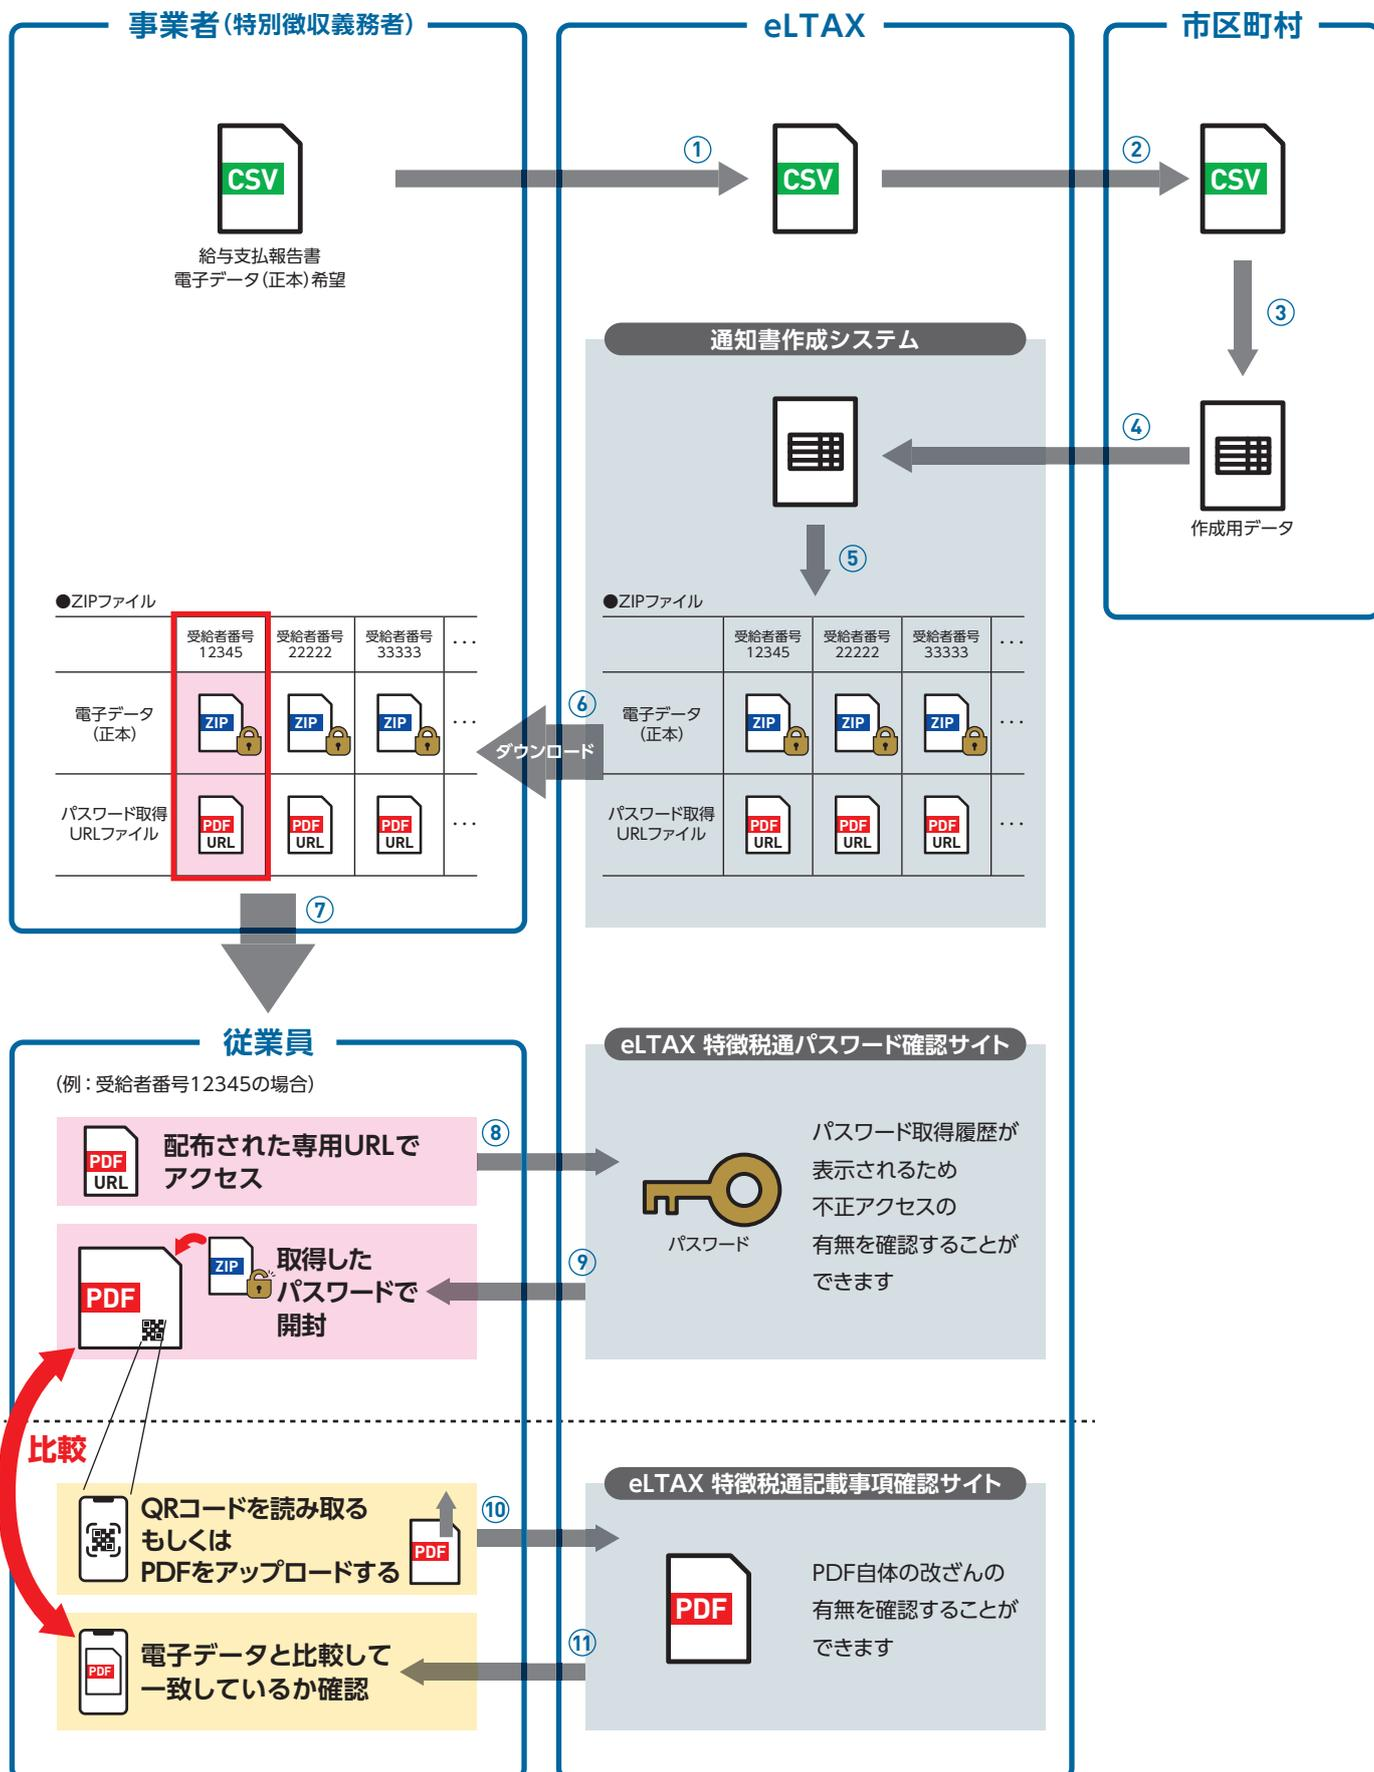 事業者（特別徴収義務者）
eLTAX
市区町村
①
②
CSV
CSV
CSV
給与支払報告書
電子データ（正本）希望
③
通知書作成システム
④
作成用データ
⑤
●ZIPファイル
受給者番号
12345
受給者番号
22222
受給者番号
33333
…
電子データ
（正本）
ZIP
ZIP
ZIP
…
パスワード取得
URLファイル
PDF
URL
PDF
URL
PDF
URL
…
⑥
ダウンロード
●ZIPファイル
受給者番号
12345
受給者番号
22222
受給者番号
33333
…
電子データ
（正本）
ZIP
ZIP
ZIP
…
パスワード取得
URLファイル
PDF
URL
PDF
URL
PDF
URL
…
⑦
従業員
（例：受給者番号12345の場合）
PDF
URL
配布された専用URLで
アクセス
⑧
eLTAX 特徴税通パスワード確認サイト
パスワード
パスワード取得履歴が
表示されるため
不正アクセスの
有無を確認することが
できます
PDF
ZIP
取得した
パスワードで
開封
⑨
比較
QRコードを読み取る
もしくは
PDFをアップロードする
PDF
⑩
eLTAX 特徴税通記載事項確認サイト
PDF
PDF自体の改ざんの
有無を確認することが
できます
PDF
電子データと比較して
一致しているか確認
⑪